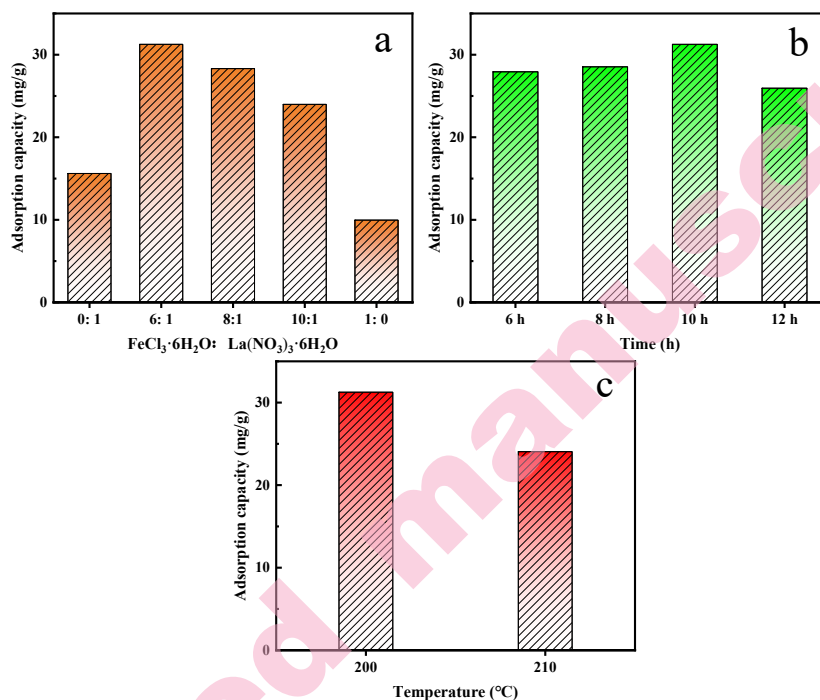 a
Adsorption capacity (mg/g)
30
20
10
0
0: 1
6: 1
8:1
10:1
1: 0
FeCl₃·6H₂O: La(NO₃)₃·6H₂O
b
Adsorption capacity (mg/g)
30
20
10
0
6 h
8 h
10 h
12 h
Time (h)
c
Adsorption capacity (mg/g)
30
20
10
0
200
210
Temperature (°C)
ed manuscri